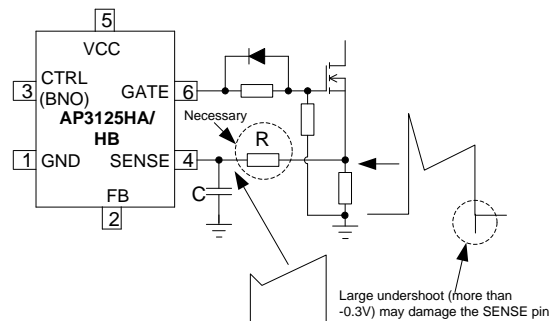 5
VCC
CTRL
3
(BNO)
GATE
6
AP3125HA/
HB
Necessary
R
1
GND
SENSE
4
C
FB
2
Large undershoot (more than
-0.3V) may damage the SENSE pin